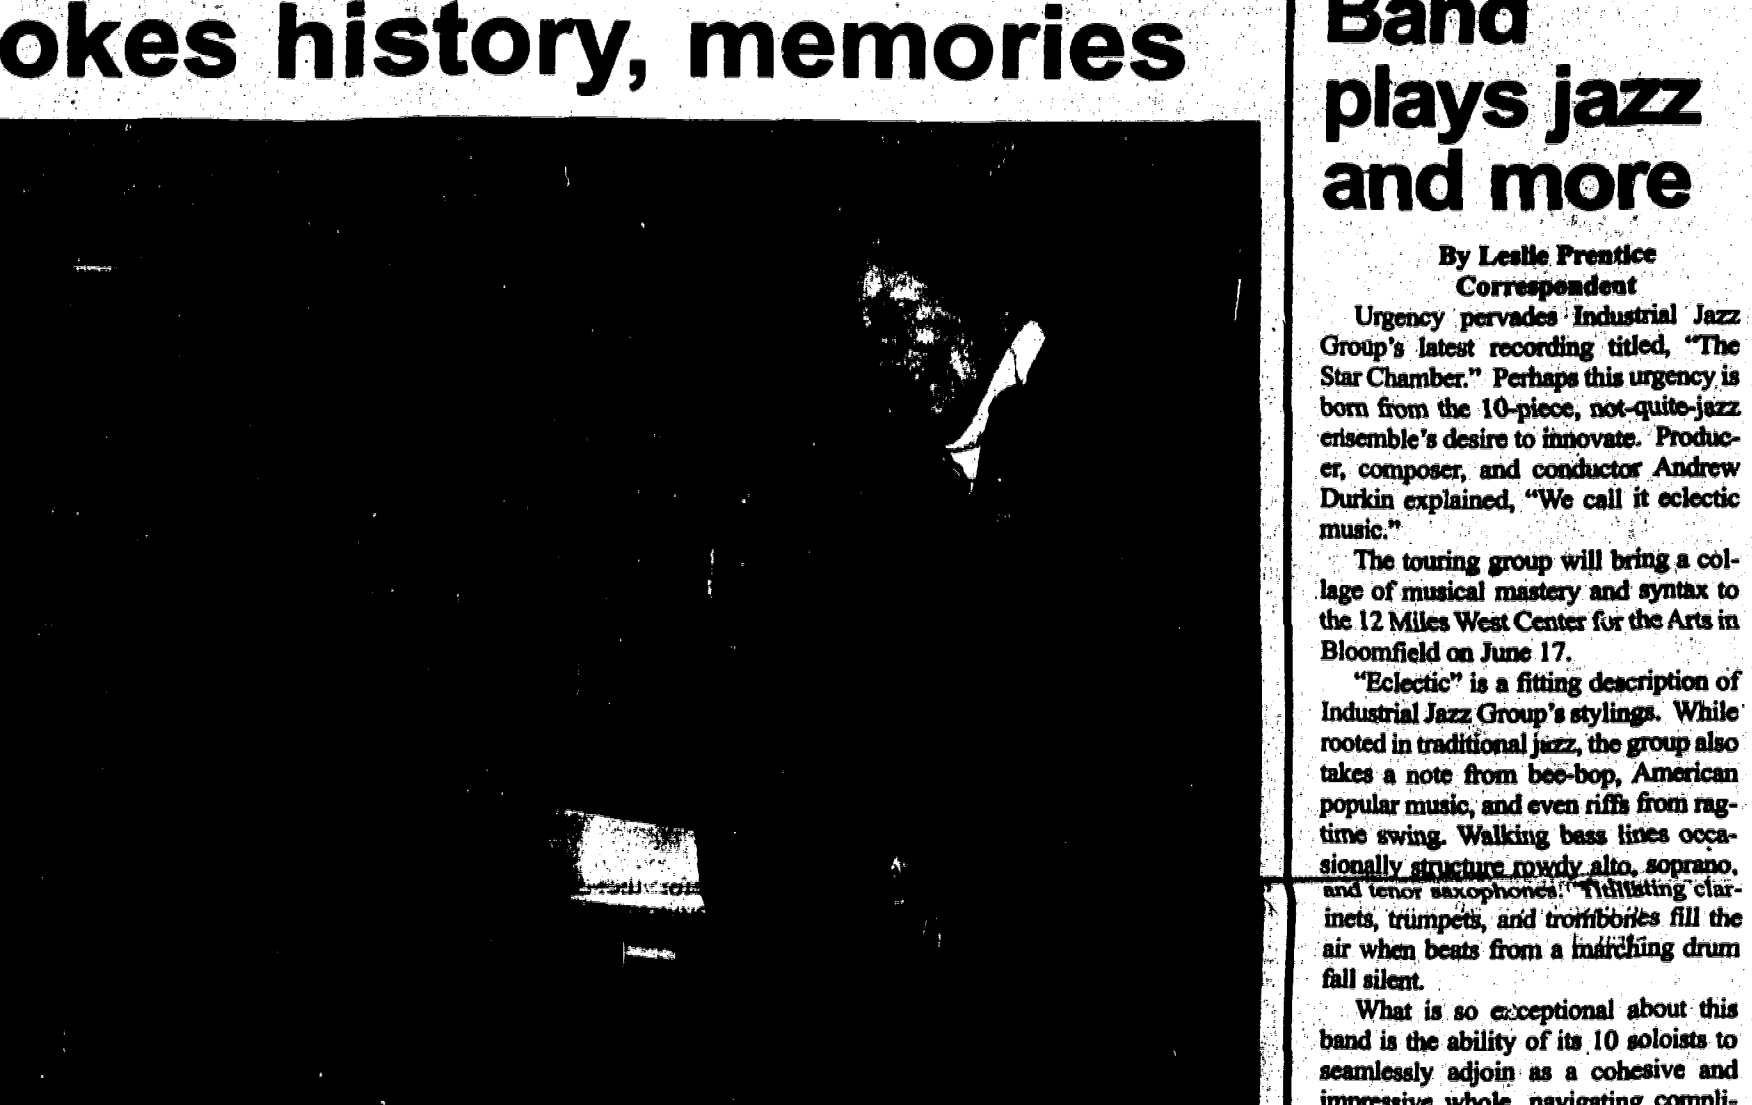 okes history, memories
Band
plays jazz
and more
By Leslie Prentice
Correspondent
Urgency pervades Industrial Jazz
Group's latest recording titled, "The
Star Chamber." Perhaps this urgency is
born from the 10-piece, not-quite-jazz
ensemble's desire to innovate. Produc-
er, composer, and conductor Andrew
Durkin explained, "We call it eclectic
music."
The touring group will bring a col-
lage of musical mastery and syntax to
the 12 Miles West Center for the Arts in
Bloomfield on June 17.
"Eclectic" is a fitting description of
Industrial Jazz Group's stylings. While
rooted in traditional jazz, the group also
takes a note from bee-bop, American
popular music, and even riffs from rag-
time swing. Walking bass lines occa-
sionally structure rowdy alto, soprano,
and tenor saxophones. Titillating clar-
inets, trumpets, and trombones fill the
air when beats from a marching drum
fall silent.
What is so exceptional about this
band is the ability of its 10 soloists to
seamlessly adjoin as a cohesive and
impressive whole, navigating compli-